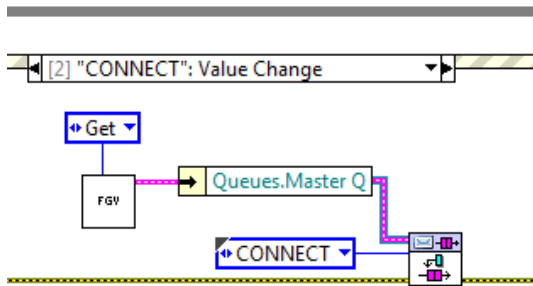 [2] "CONNECT": Value Change
Get
FGV
Queues.Master Q
CONNECT